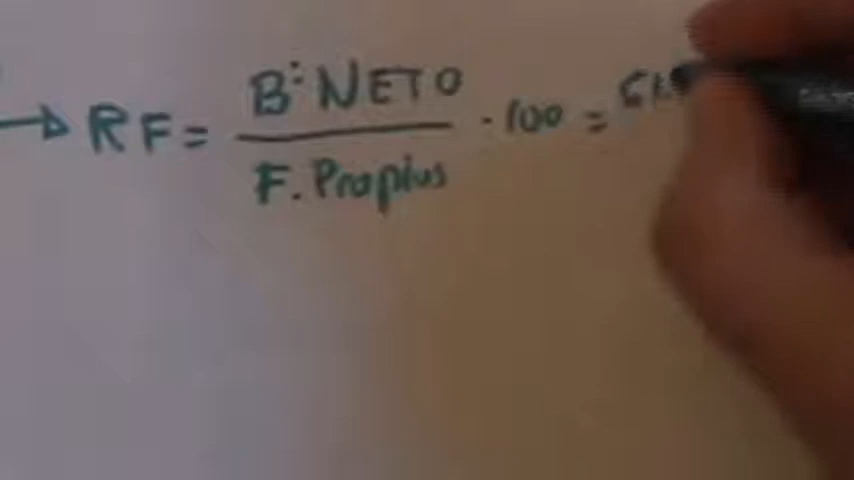 RF = B: NETO / F. Propios · 100 =